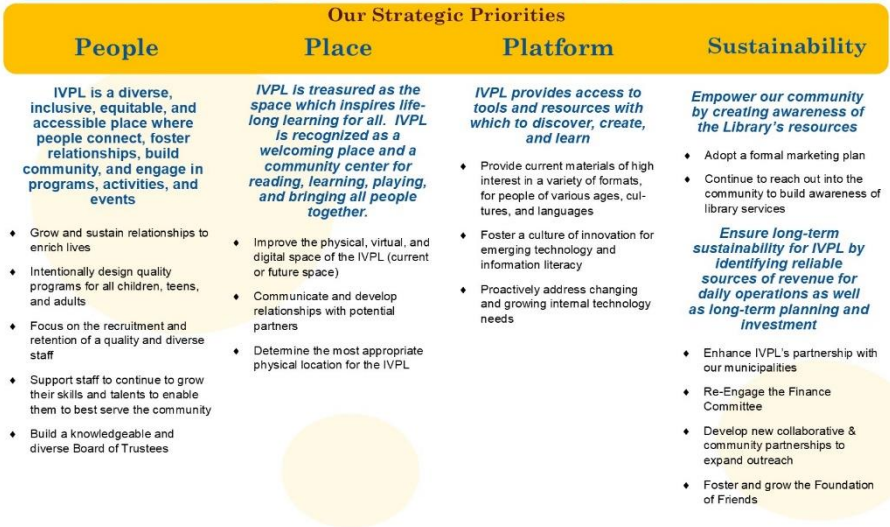 Our Strategic Priorities
People
Place
Platform
Sustainability
IVPL is a diverse,
inclusive, equitable, and
accessible place where
people connect, foster
relationships, build
community, and engage in
programs, activities, and
events
♦ Grow and sustain relationships to
enrich lives
♦ Intentionally design quality
programs for all children, teens,
and adults
♦ Focus on the recruitment and
retention of a quality and diverse
staff
♦ Support staff to continue to grow
their skills and talents to enable
them to best serve the community
♦ Build a knowledgeable and
diverse Board of Trustees
IVPL is treasured as the
space which inspires life-
long learning for all. IVPL
is recognized as a
welcoming place and a
community center for
reading, learning, playing,
and bringing all people
together.
♦ Improve the physical, virtual, and
digital space of the IVPL (current
or future space)
♦ Communicate and develop
relationships with potential
partners
♦ Determine the most appropriate
physical location for the IVPL
IVPL provides access to
tools and resources with
which to discover, create,
and learn
♦ Provide current materials of high
interest in a variety of formats,
for people of various ages, cul-
tures, and languages
♦ Foster a culture of innovation for
emerging technology and
information literacy
♦ Proactively address changing
and growing internal technology
needs
Empower our community
by creating awareness of
the Library's resources
♦ Adopt a formal marketing plan
♦ Continue to reach out into the
community to build awareness of
library services
Ensure long-term
sustainability for IVPL by
identifying reliable
sources of revenue for
daily operations as well
as long-term planning and
investment
♦ Enhance IVPL's partnership with
our municipalities
♦ Re-Engage the Finance
Committee
♦ Develop new collaborative &
community partnerships to
expand outreach
♦ Foster and grow the Foundation
of Friends